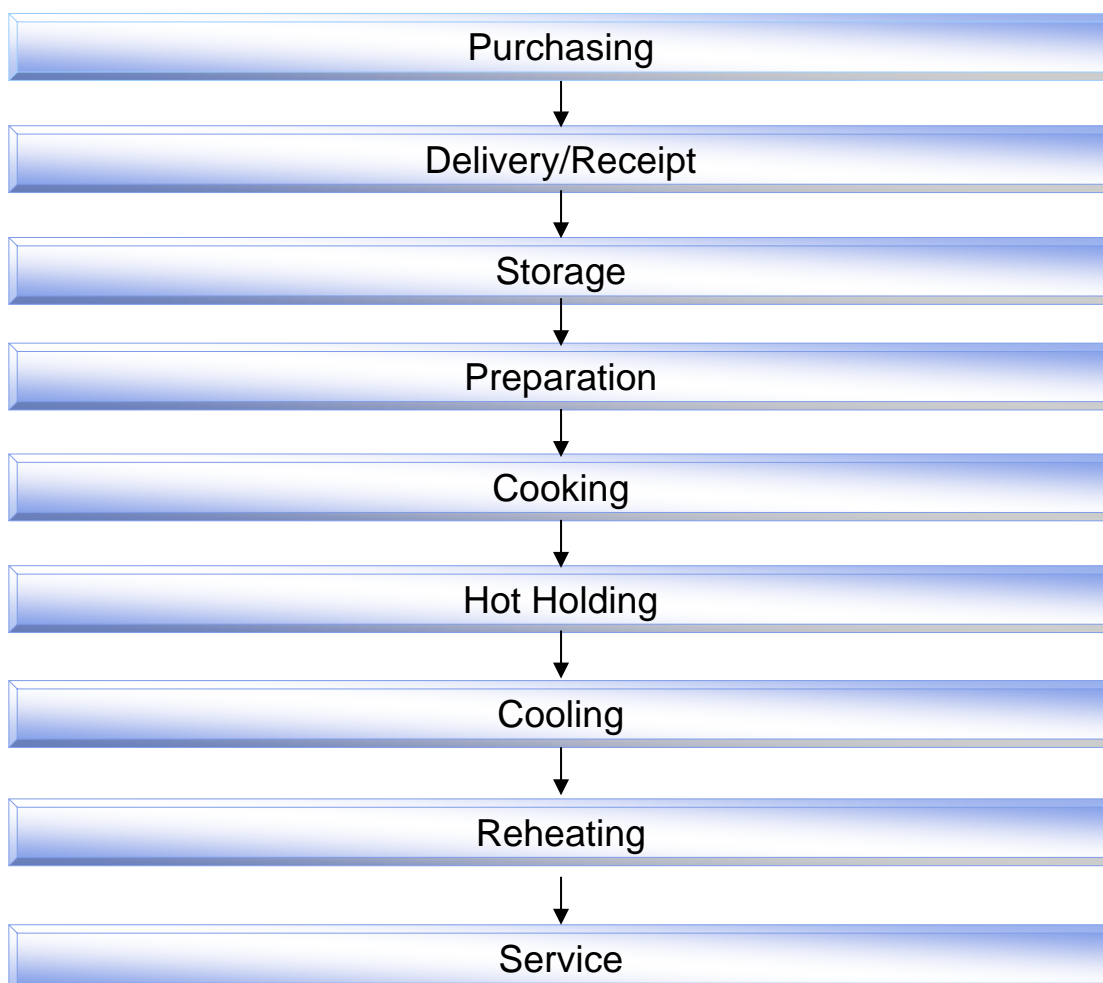 Purchasing
Delivery/Receipt
Storage
Preparation
Cooking
Hot Holding
Cooling
Reheating
Service